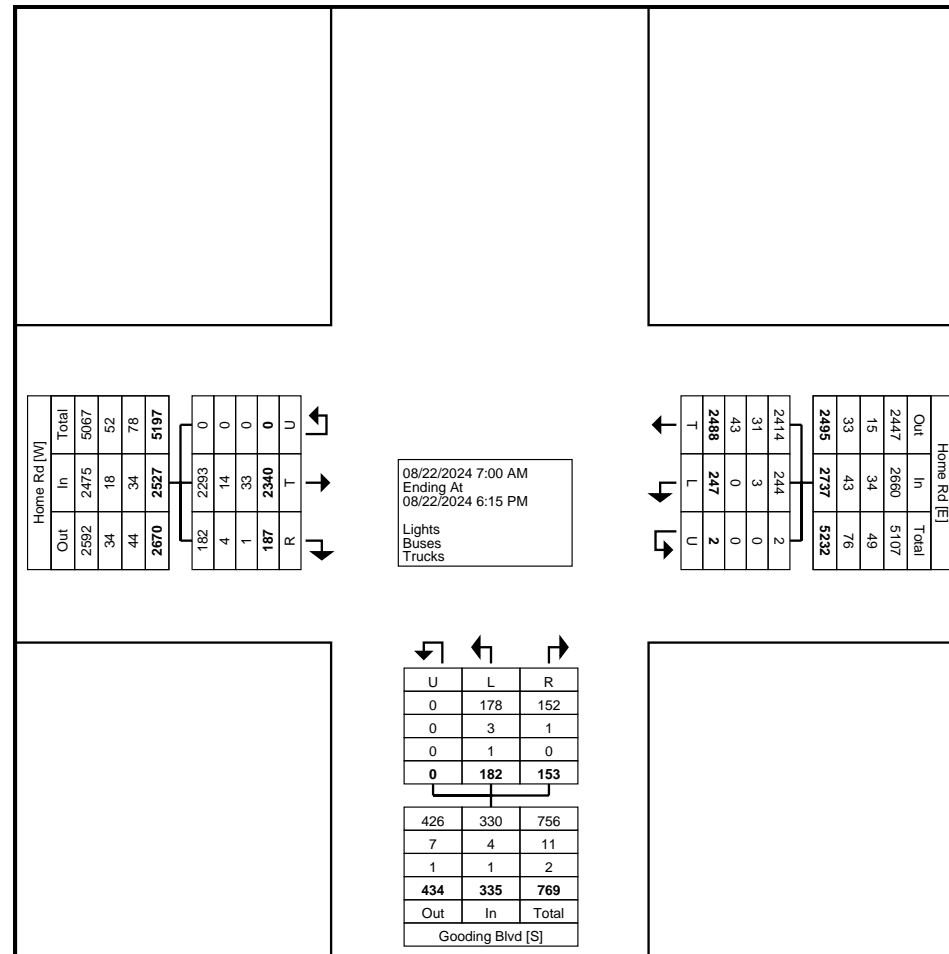 Home Rd [W]
Out In Total
2592 2475 5067
34 18 52
44 34 78
2670 2527 5197
182 2293 0
4 14 0
1 33 0
187 2340 0
R T U
08/22/2024 7:00 AM
Ending At
08/22/2024 6:15 PM
Lights
Buses
Trucks
Home Rd [E]
Out In Total
2447 2660 5107
15 34 49
33 43 76
2495 2737 5232
2414 244 2
31 3 0
43 0 0
2488 247 2
T L U
U L R
0 178 152
0 3 1
0 1 0
0 182 153
426 330 756
7 4 11
1 1 2
434 335 769
Out In Total
Gooding Blvd [S]